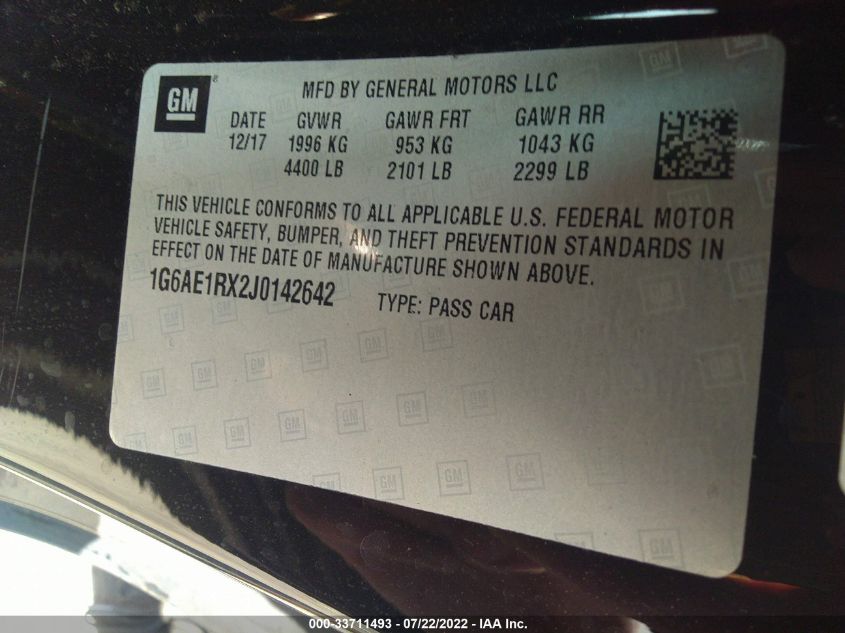 GM ®
MFD BY GENERAL MOTORS LLC
DATE GVWR GAWR FRT GAWR RR
12/17 1996 KG 953 KG 1043 KG
4400 LB 2101 LB 2299 LB
THIS VEHICLE CONFORMS TO ALL APPLICABLE U.S. FEDERAL MOTOR
VEHICLE SAFETY, BUMPER, AND THEFT PREVENTION STANDARDS IN
EFFECT ON THE DATE OF MANUFACTURE SHOWN ABOVE.
1G6AE1RX2J0142642 TYPE: PASS CAR
000-33711493 - 07/22/2022 - IAA Inc.